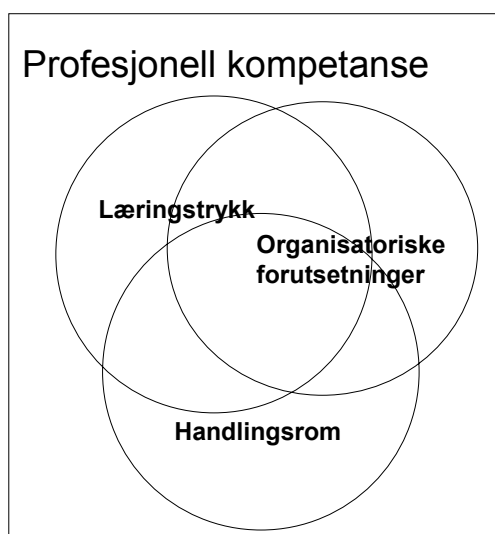 Profesjonell kompetanse
Læringstrykk
Organisatoriske
forutsetninger
Handlingsrom